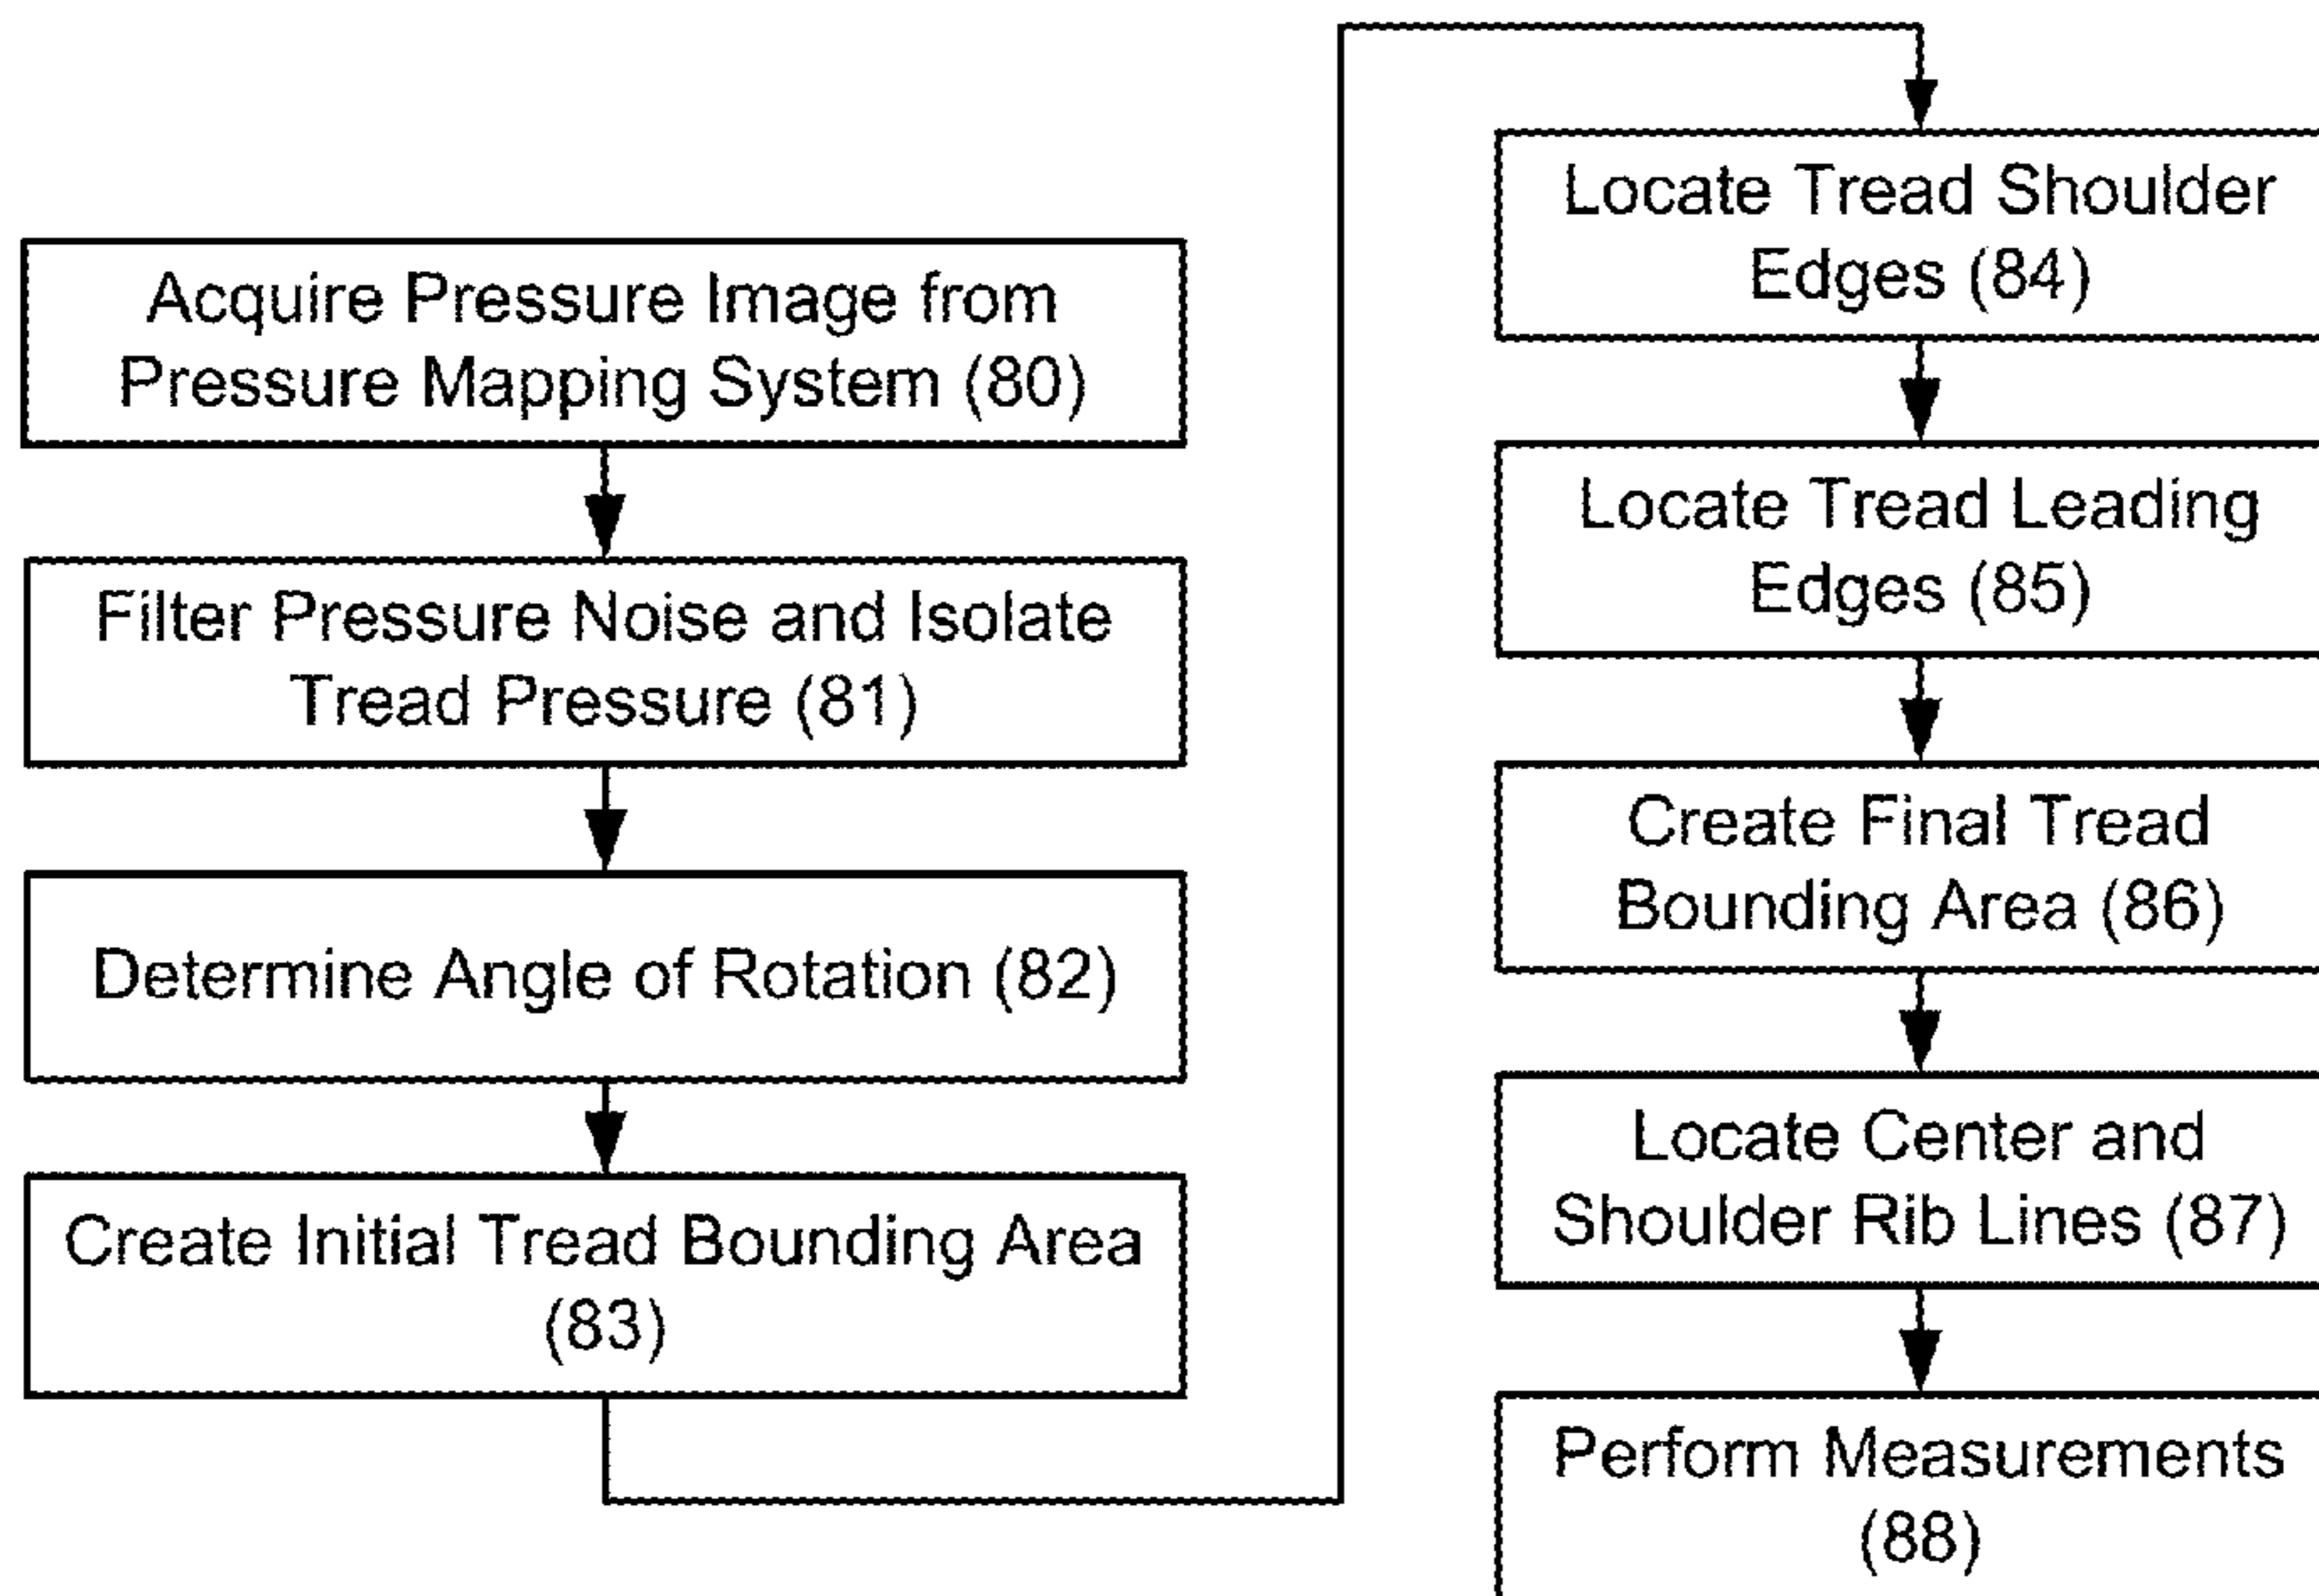 Acquire Pressure Image from
Pressure Mapping System (80)
Filter Pressure Noise and Isolate
Tread Pressure (81)
Determine Angle of Rotation (82)
Create Initial Tread Bounding Area
(83)
Locate Tread Shoulder
Edges (84)
Locate Tread Leading
Edges (85)
Create Final Tread
Bounding Area (86)
Locate Center and
Shoulder Rib Lines (87)
Perform Measurements
(88)